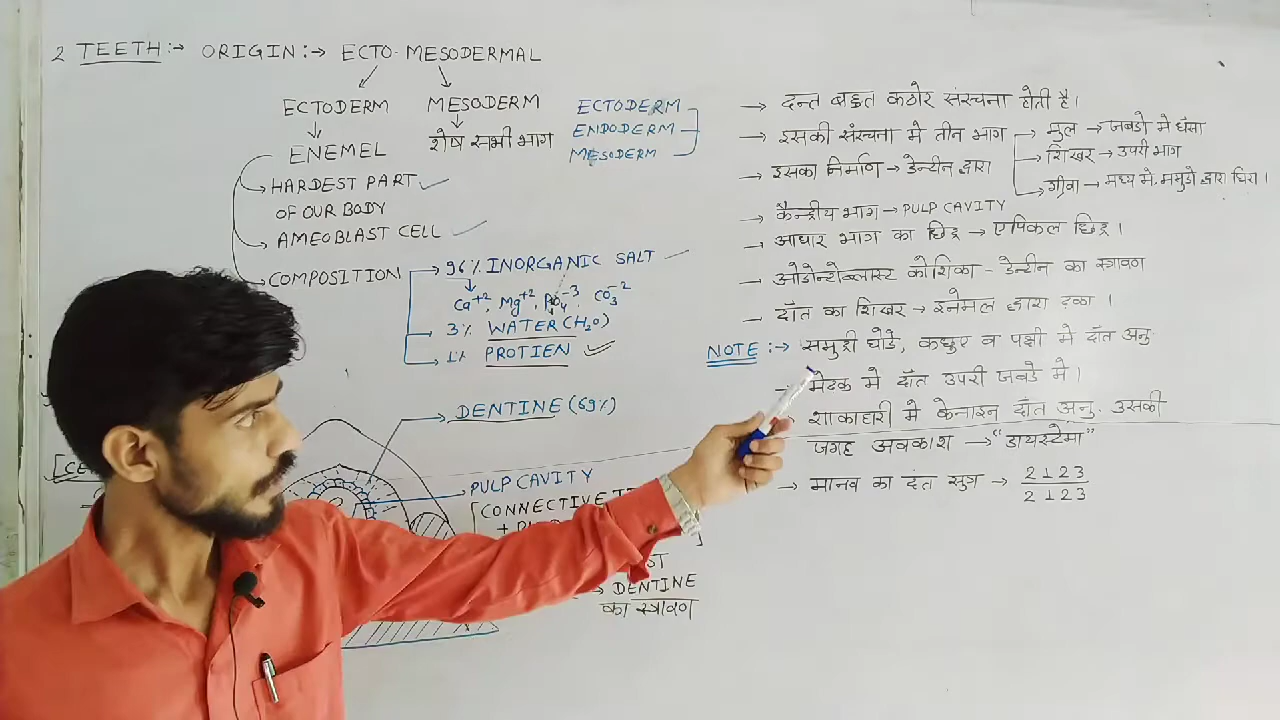 2 TEETH:→ ORIGIN:→ ECTO-MESODERMAL
ECTODERM MESODERM
ENEMEL शेष सभी भाग
ECTODERM
ENDODERM
MESODERM
→ HARDEST PART
OF OUR BODY
→ AMEOBLAST CELL
→ COMPOSITION
→ 96% INORGANIC SALT
Ca+2, Mg+2, PO4-3, CO3-2
→ 3% WATER (H2O)
→ 1% PROTIEN
→ DENTINE (69%)
→ PULP CAVITY
[CONNECTIVE
+
→ DENTINE
का स्त्रावण
→ दन्त बहुत कठोर संरचना होती है।
→ इसकी संरचना मे तीन भाग
→ मुल → जबडो मे धंसा
→ शिखर → उपरी भाग
→ ग्रीवा → मध्य मे, मसुडो द्वारा घिरा।
→ इसका निर्माण → डेन्टीन द्वारा
→ केन्द्रीय भाग → PULP CAVITY
→ आधार भाग का छिद्र → एपिकल छिद्र।
→ ओडोन्टोब्लास्ट कोशिका - डेन्टीन का स्त्रावण
→ दाँत का शिखर → इनेमल द्वारा ढका।
NOTE :→ समुद्री घोडे, कछुए व पक्षी मे दाँत अनु.
→ मेंढक मे दाँत उपरी जबडे मे।
शाकाहारी मे केनाइन दाँत अनु. उसकी
जगह अवकाश → "डायस्टेमा"
→ मानव का दंत सुत्र → 2 1 2 3
2 1 2 3